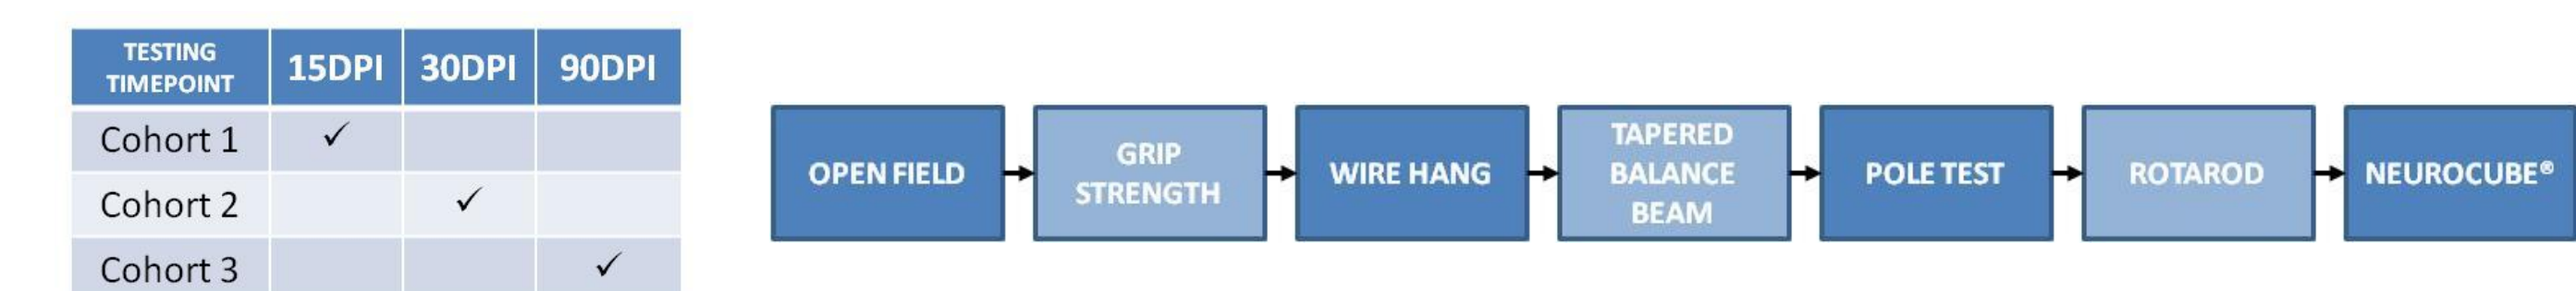 TESTING
TIMEPOINT
15DPI
30DPI
90DPI
Cohort 1 ✓
Cohort 2 ✓
Cohort 3 ✓
OPEN FIELD
GRIP
STRENGTH
WIRE HANG
TAPERED
BALANCE
BEAM
POLE TEST
ROTAROD
NEUROCUBE®